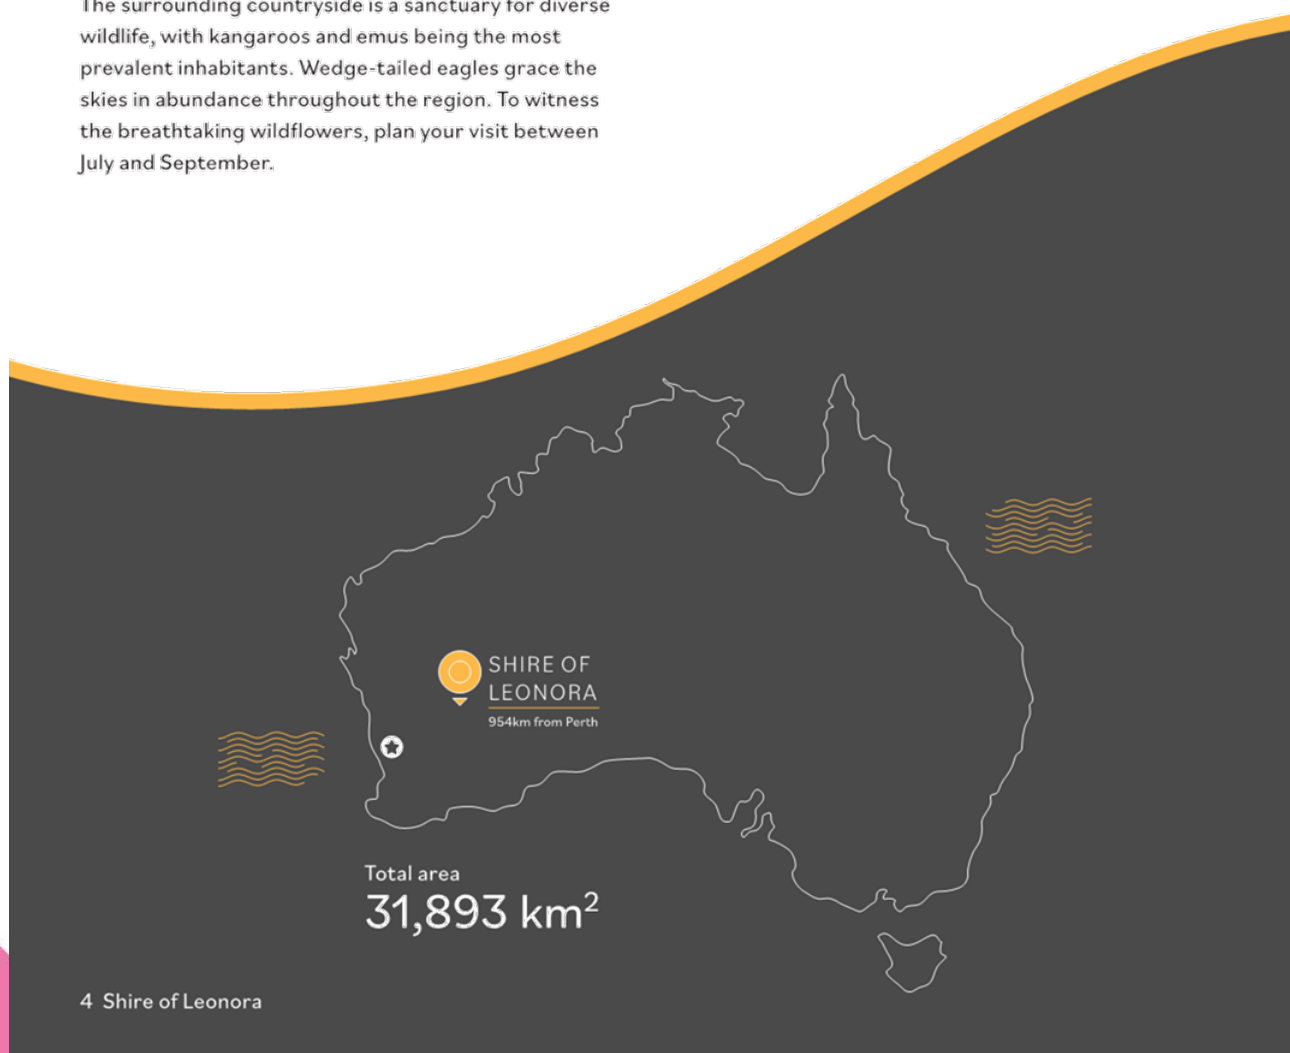 The surrounding countryside is a sanctuary for diverse
wildlife, with kangaroos and emus being the most
prevalent inhabitants. Wedge-tailed eagles grace the
skies in abundance throughout the region. To witness
the breathtaking wildflowers, plan your visit between
July and September.
SHIRE OF
LEONORA
954km from Perth
Total area
31,893 km²
4 Shire of Leonora